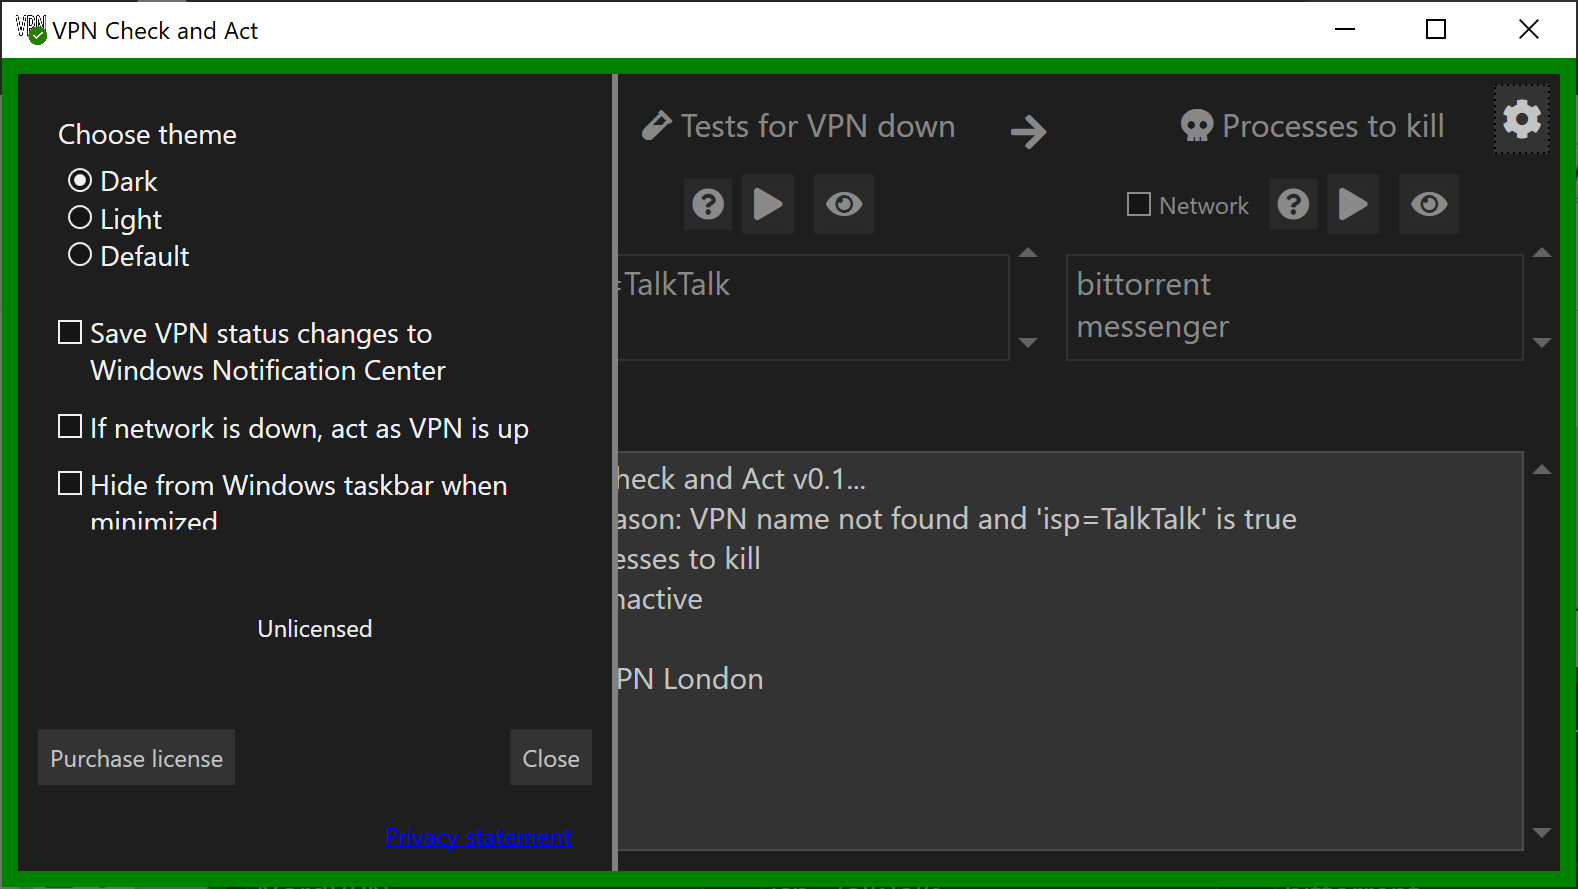 VPN Check and Act
Choose theme
Dark
Light
Default
Save VPN status changes to
Windows Notification Center
If network is down, act as VPN is up
Hide from Windows taskbar when
minimized
Unlicensed
Purchase license
Close
Privacy statement
Tests for VPN down
Processes to kill
Network
=TalkTalk
bittorrent
messenger
heck and Act v0.1...
ason: VPN name not found and 'isp=TalkTalk' is true
esses to kill
nactive
PN London